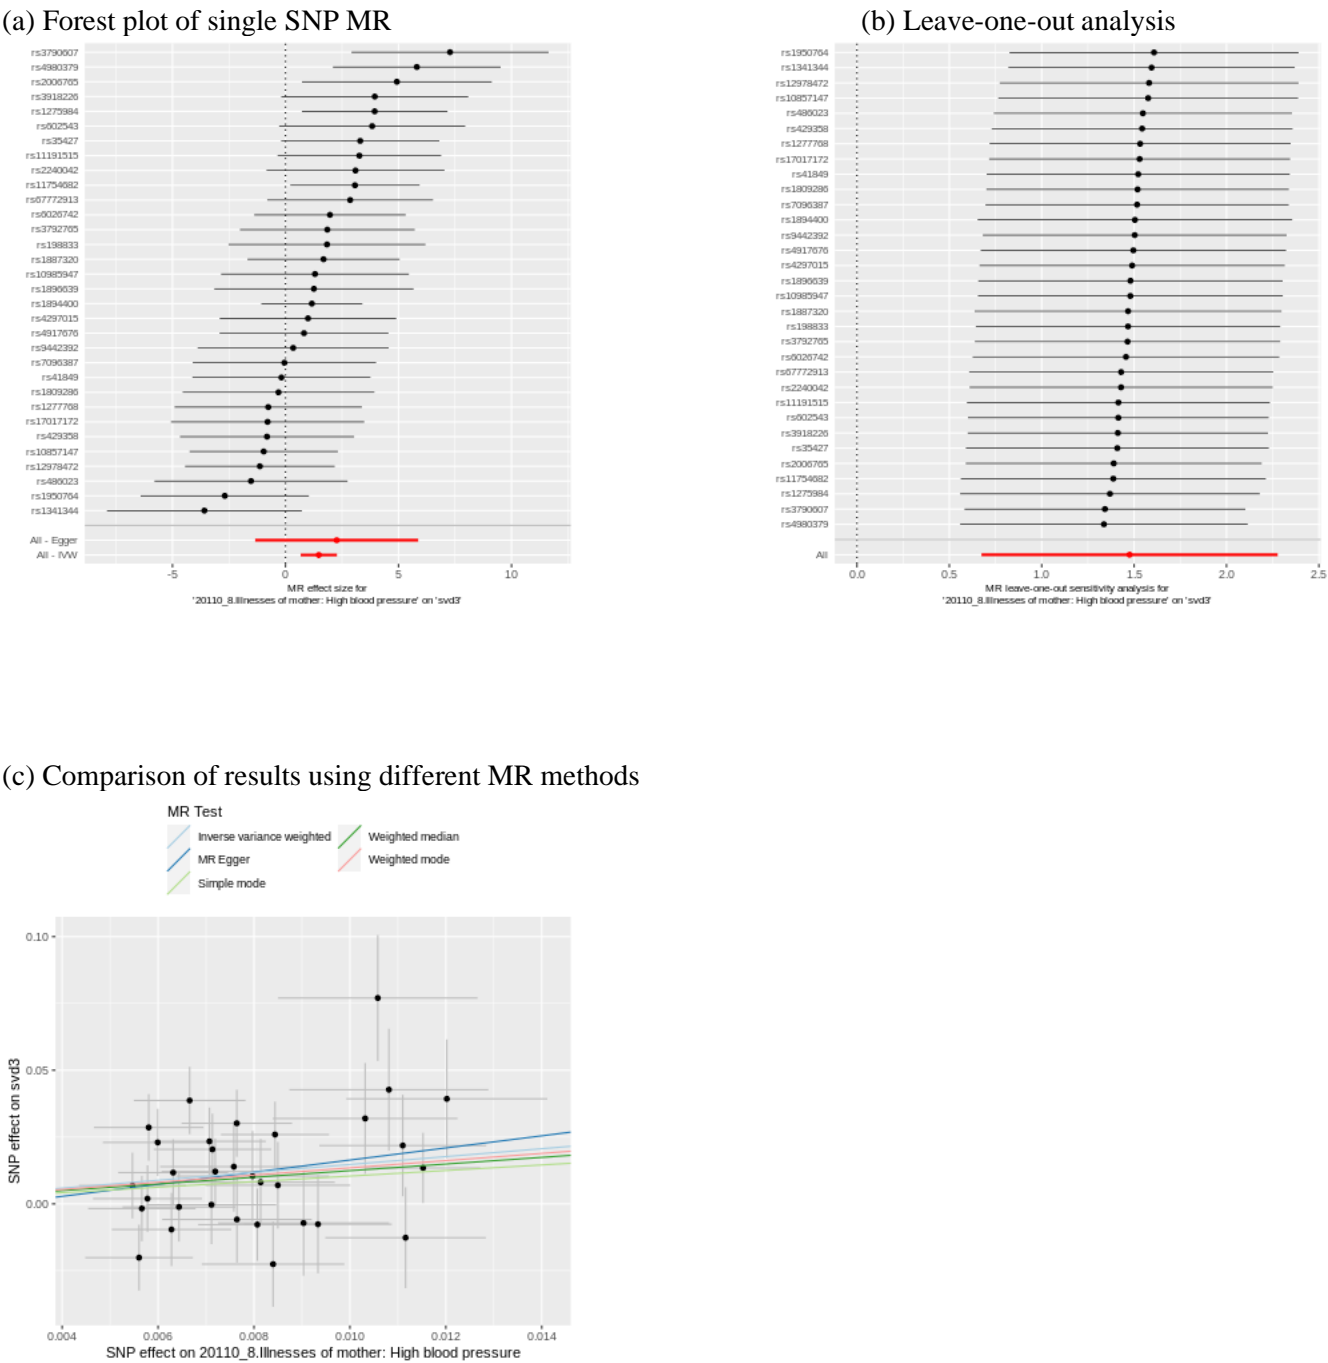 (a) Forest plot of single SNP MR
rs3790607
rs4980379
rs2006765
rs3918226
rs1275984
rs602543
rs35427
rs11191515
rs2240042
rs11754682
rs67772913
rs6026742
rs3792765
rs198833
rs1887320
rs10985947
rs1896639
rs1894400
rs4297015
rs4917676
rs9442392
rs7096387
rs41849
rs1809286
rs1277768
rs17017172
rs429358
rs10857147
rs12978472
rs486023
rs1950764
rs1341344
All - Egger
All - IVW
-5 0 5 10
MR effect size for
'20110_8.Illnesses of mother: High blood pressure' on 'svd3'
(b) Leave-one-out analysis
rs1950764
rs1341344
rs12978472
rs10857147
rs486023
rs429358
rs1277768
rs17017172
rs41849
rs1809286
rs7096387
rs1894400
rs9442392
rs4917676
rs4297015
rs1896639
rs10985947
rs1887320
rs198833
rs3792765
rs6026742
rs67772913
rs2240042
rs11191515
rs602543
rs3918226
rs35427
rs2006765
rs11754682
rs1275984
rs3790607
rs4980379
All
0.0 0.5 1.0 1.5 2.0 2.5
MR leave-one-out sensitivity analysis for
'20110_8.Illnesses of mother: High blood pressure' on 'svd3'
(c) Comparison of results using different MR methods
MR Test
Inverse variance weighted Weighted median
MR Egger Weighted mode
Simple mode
SNP effect on svd3
0.10
0.05
0.00
0.004 0.006 0.008 0.010 0.012 0.014
SNP effect on 20110_8.Illnesses of mother: High blood pressure